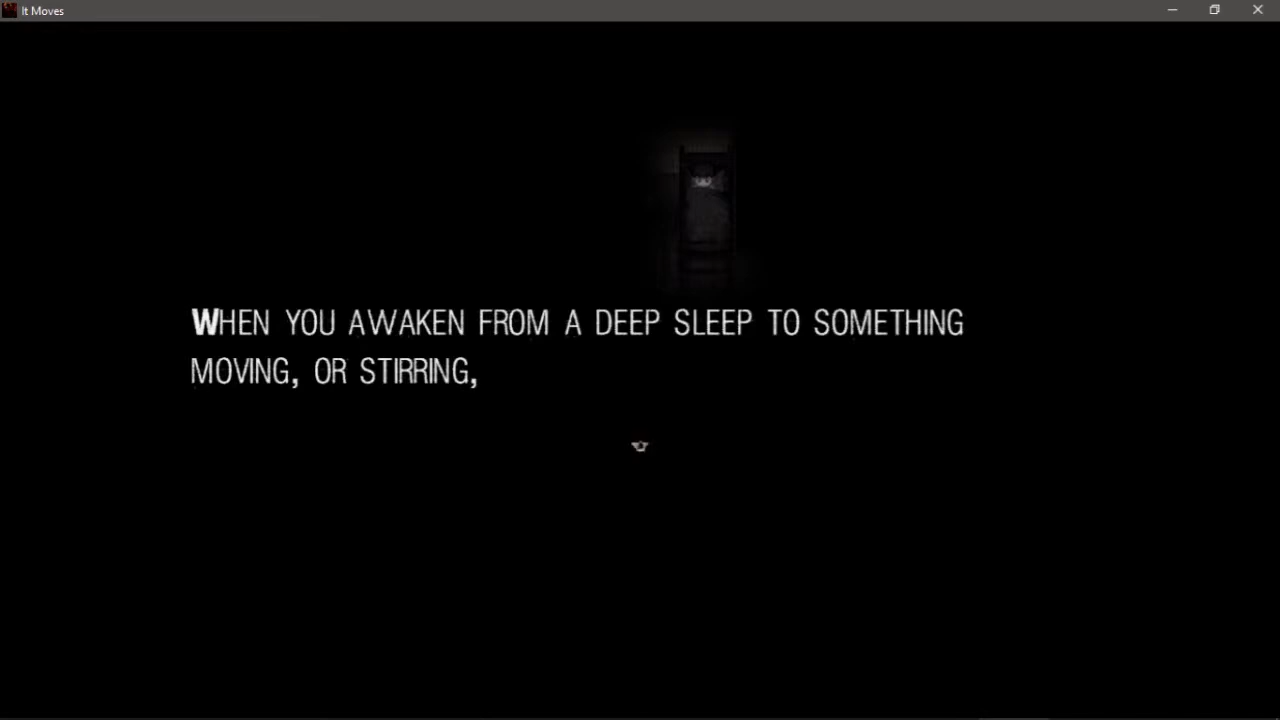 It Moves
WHEN YOU AWAKEN FROM A DEEP SLEEP TO SOMETHING
MOVING, OR STIRRING,